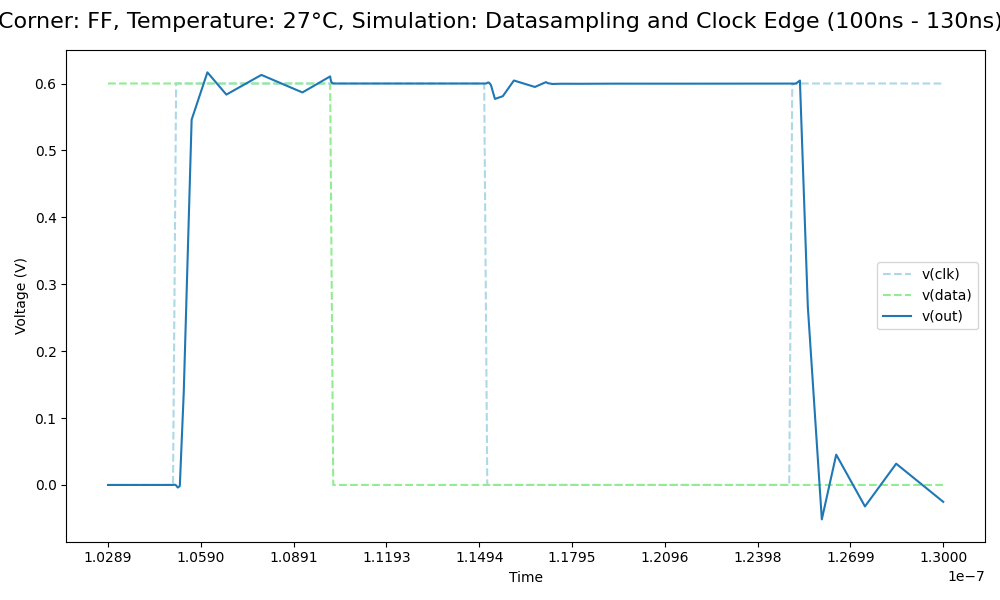 Corner: FF, Temperature: 27°C, Simulation: Datasampling and Clock Edge (100ns - 130ns)
0.6
0.5
0.4
0.3
0.2
0.1
0.0
Voltage (V)
v(clk)
v(data)
v(out)
1.0289 1.0590 1.0891 1.1193 1.1494 1.1795 1.2096 1.2398 1.2699 1.3000
1e−7
Time